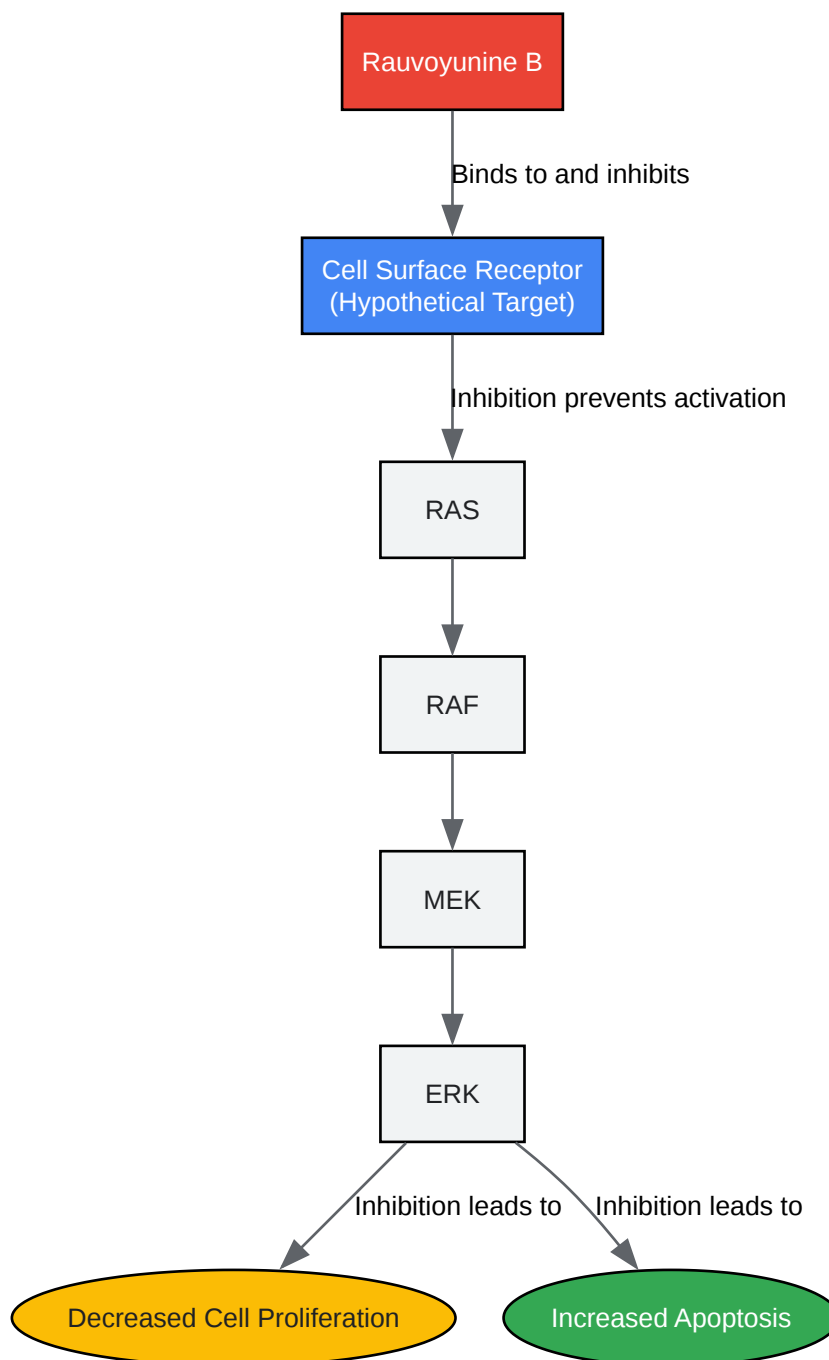 Rauvoyunine B
Binds to and inhibits
Cell Surface Receptor
(Hypothetical Target)
Inhibition prevents activation
RAS
RAF
MEK
ERK
Inhibition leads to
Inhibition leads to
Decreased Cell Proliferation
Increased Apoptosis